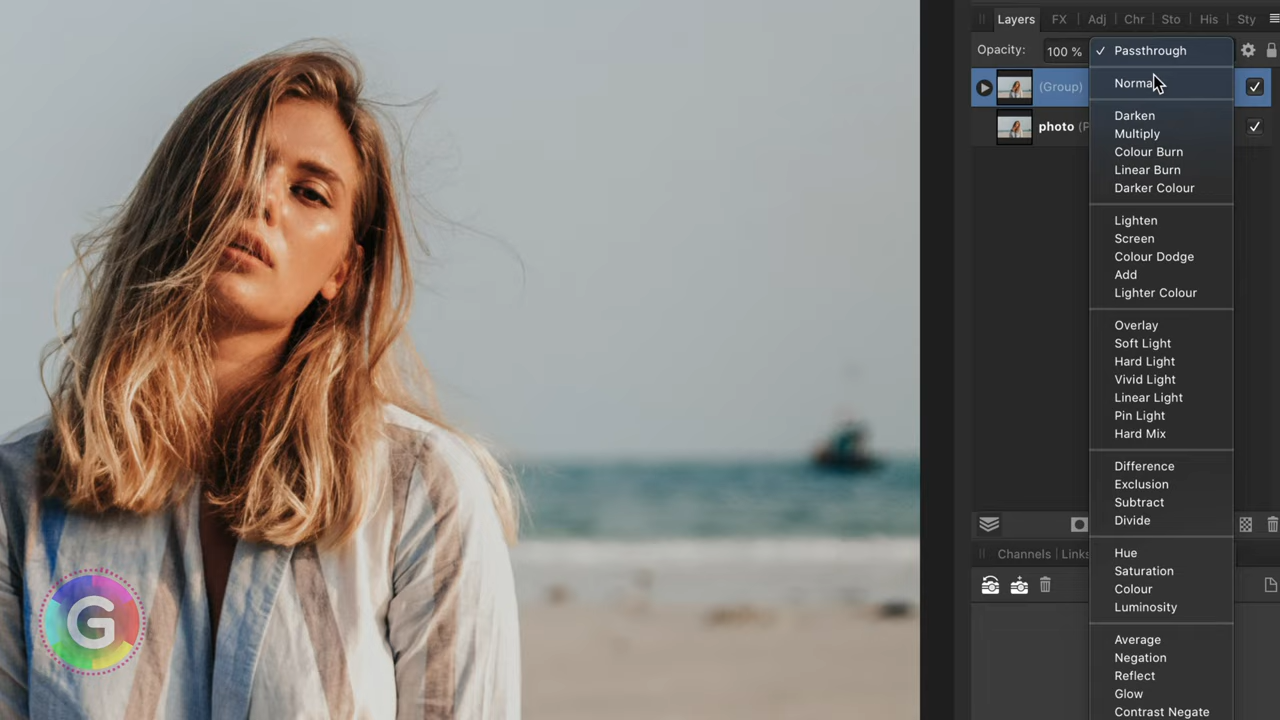 Layers FX Adj Chr Sto His Sty
Opacity: 100 % ✓ Passthrough
Normal
(Group)
Darken
photo (P
Multiply
Colour Burn
Linear Burn
Darker Colour
Lighten
Screen
Colour Dodge
Add
Lighter Colour
Overlay
Soft Light
Hard Light
Vivid Light
Linear Light
Pin Light
Hard Mix
Difference
Exclusion
Subtract
Divide
Channels Links
Hue
Saturation
Colour
Luminosity
G
Average
Negation
Reflect
Glow
Contrast Negate